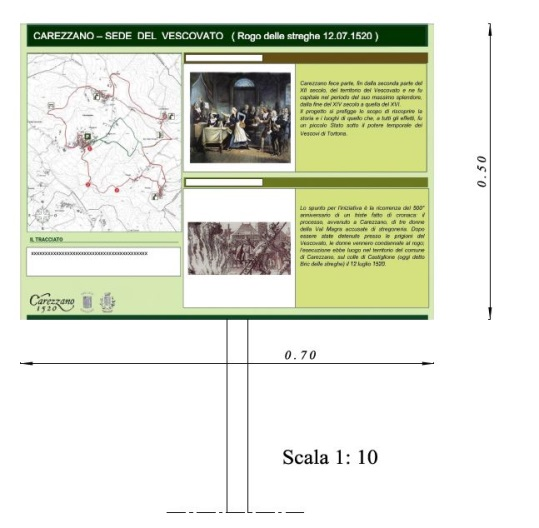 CAREZZANO – SEDE DEL VESCOVATO ( Rogo delle streghe 12.07.1520 )
Carezzano fece parte, fin dalla seconda parte del
XII secolo, del territorio del Vescovato e ne fu
capitale nel periodo del suo massimo splendore,
dalla fine del XIV secolo a quella del XVI.
Il progetto si prefigge lo scopo di riscoprire la
storia e i luoghi di quello che, a tutti gli effetti, fu
un piccolo Stato sotto il potere temporale dei
Vescovi di Tortona.
Lo spunto per l'iniziativa è la ricorrenza del 500°
anniversario di un triste fatto di cronaca: il
processo, avvenuto a Carezzano, di tre donne
della Val Magra accusate di stregoneria. Dopo
essere state detenute presso le prigioni del
Vescovato, le donne vennero condannate al rogo;
l'esecuzione ebbe luogo nel territorio del comune
di Carezzano, sul colle di Castiglione (oggi detto
Bric delle streghe) il 12 luglio 1520.
IL TRACCIATO
Carezzano
1520
0.50
0.70
Scala 1: 10